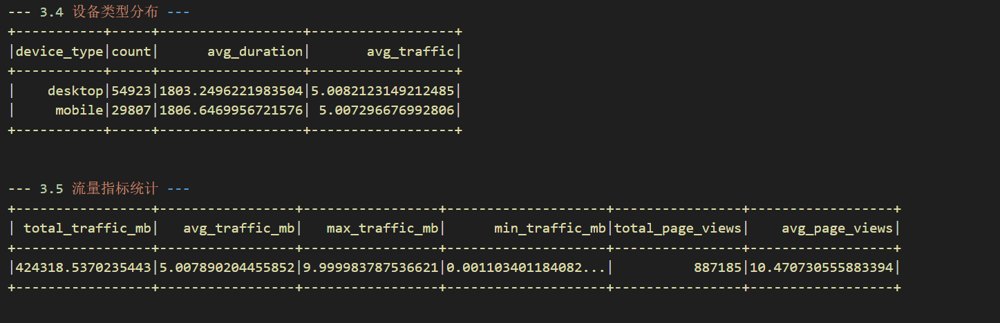 --- 3.4 设备类型分布 ---
+-----------+-----+------------------+------------------+
|device_type|count|      avg_duration|       avg_traffic|
+-----------+-----+------------------+------------------+
|    desktop|54923|1803.2496221983504|5.0082123149212485|
|     mobile|29807|1806.6469956721576| 5.007296676992806|
+-----------+-----+------------------+------------------+
--- 3.5 流量指标统计 ---
+-----------------+-----------------+-----------------+--------------------+----------------+------------------+
| total_traffic_mb|   avg_traffic_mb|   max_traffic_mb|      min_traffic_mb|total_page_views|    avg_page_views|
+-----------------+-----------------+-----------------+--------------------+----------------+------------------+
|424318.5370235443|5.007890204455852|9.999983787536621|0.001103401184082...|          887185|10.470730555883394|
+-----------------+-----------------+-----------------+--------------------+----------------+------------------+